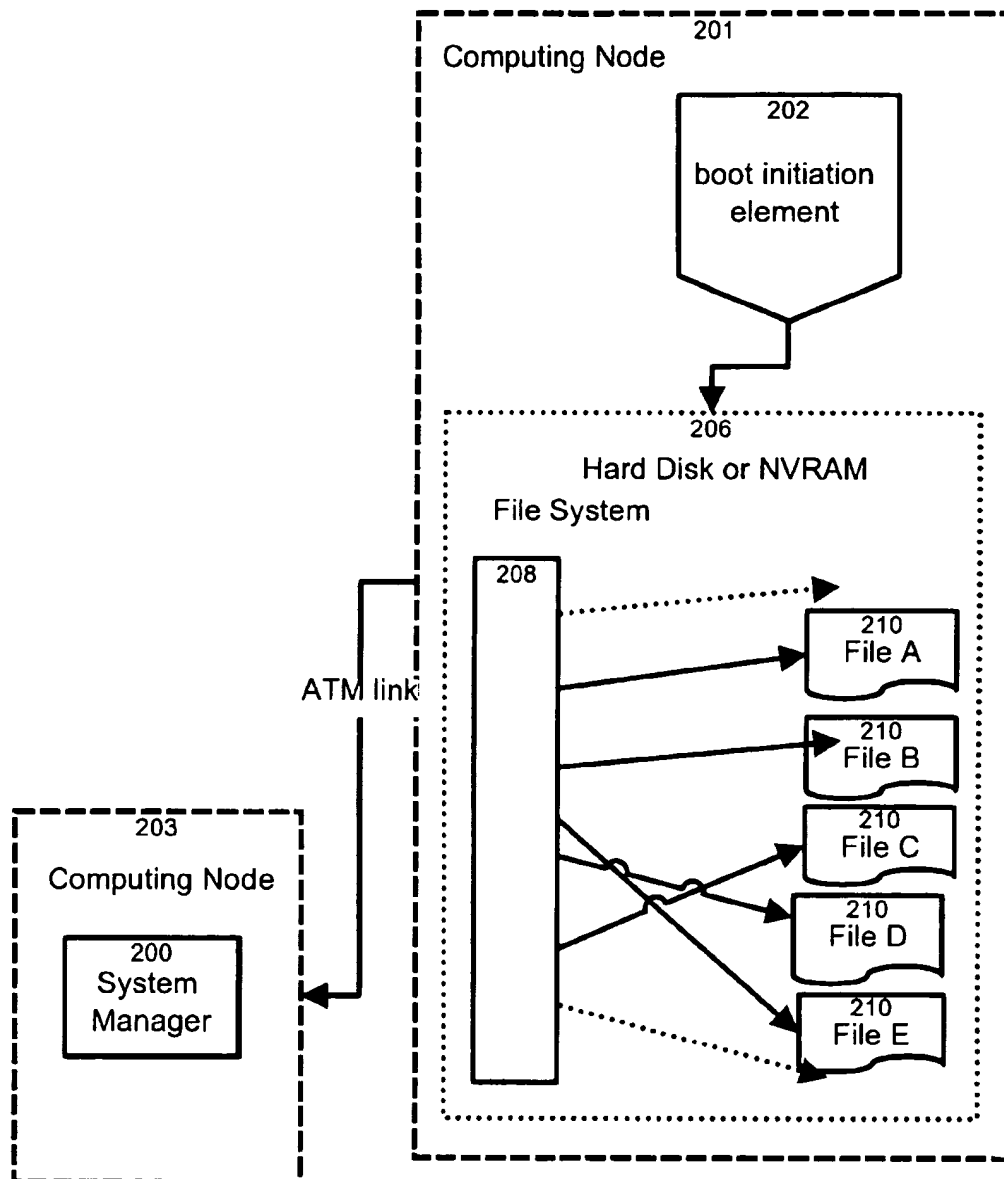 201
Computing Node
202
boot initiation
element
206
Hard Disk or NVRAM
File System
208
210
File A
ATM link
210
File B
210
File C
210
File D
210
File E
203
Computing Node
200
System
Manager